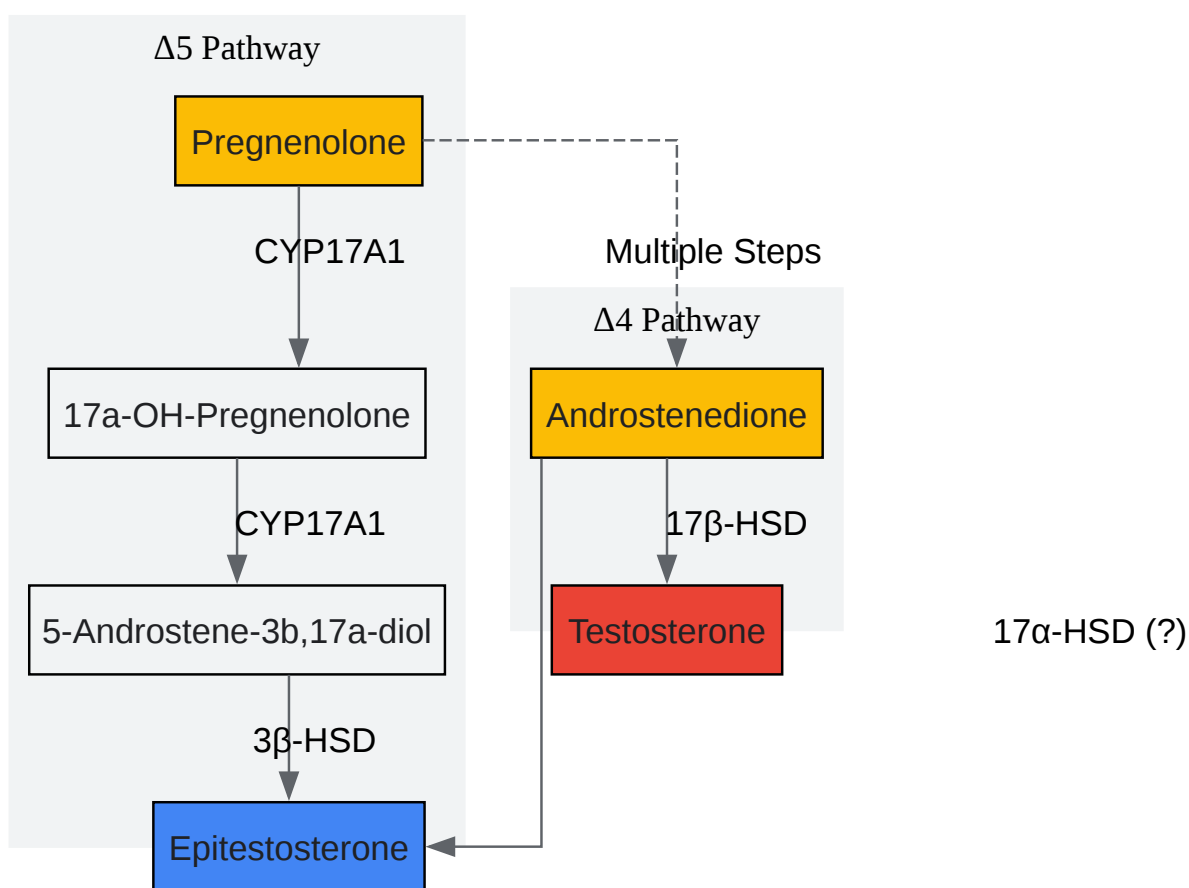 Δ5 Pathway
Pregnenolone
CYP17A1
Multiple Steps
Δ4 Pathway
17a-OH-Pregnenolone
Androstenedione
CYP17A1
17β-HSD
5-Androstene-3b,17a-diol
Testosterone
17α-HSD (?)
3β-HSD
Epitestosterone